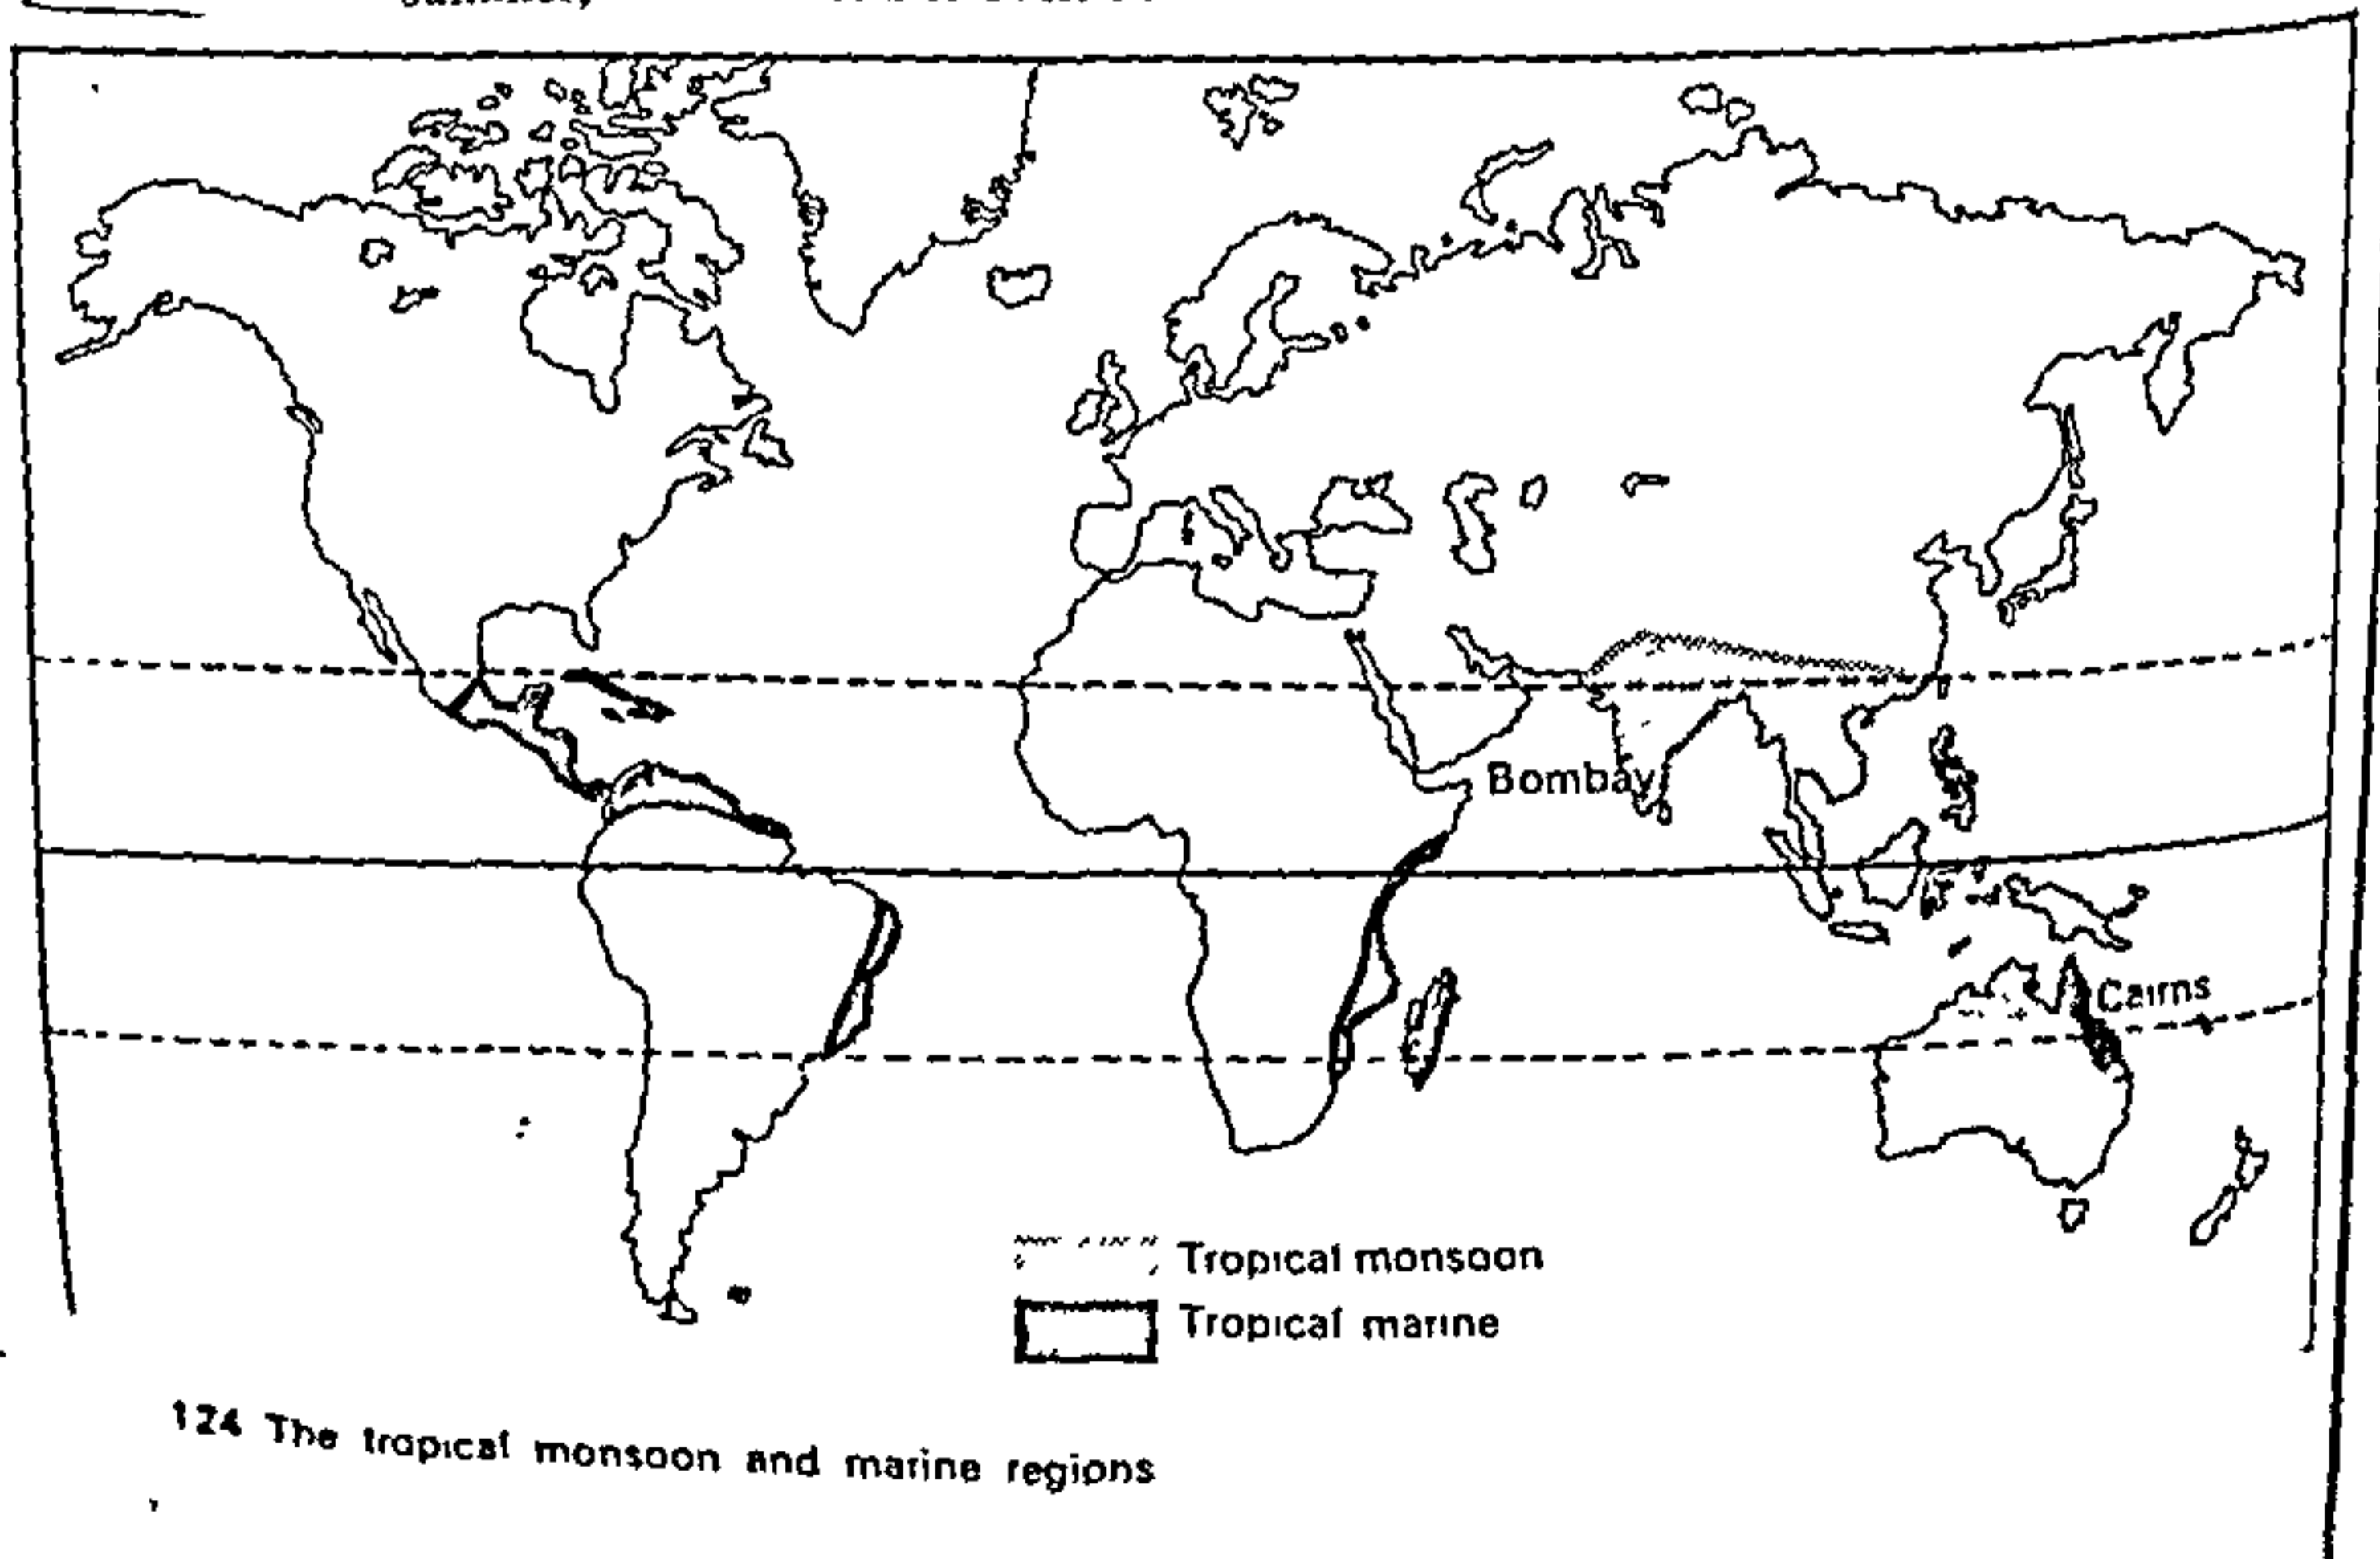 Bombay
Cairns
Tropical monsoon
Tropical marine
124 The tropical monsoon and marine regions